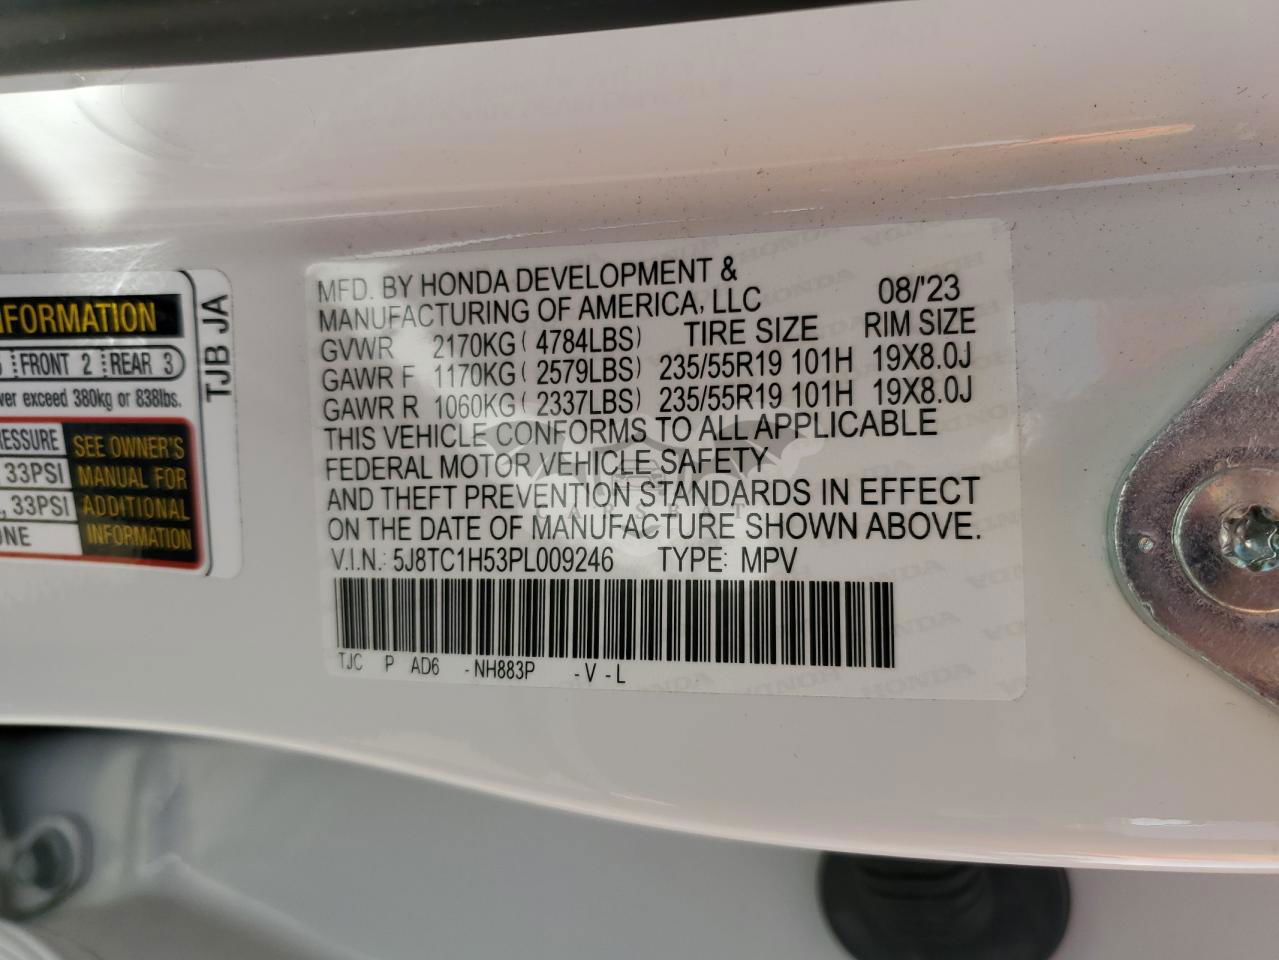 NFORMATION
FRONT 2 REAR 3
ver exceed 380kg or 838lbs.
ESSURE
33PSI
, 33PSI
ONE
SEE OWNER'S
MANUAL FOR
ADDITIONAL
INFORMATION
TJB JA
MFD. BY HONDA DEVELOPMENT &
MANUFACTURING OF AMERICA, LLC 08/'23
GVWR 2170KG ( 4784LBS) TIRE SIZE RIM SIZE
GAWR F 1170KG ( 2579LBS) 235/55R19 101H 19X8.0J
GAWR R 1060KG ( 2337LBS) 235/55R19 101H 19X8.0J
THIS VEHICLE CONFORMS TO ALL APPLICABLE
FEDERAL MOTOR VEHICLE SAFETY
AND THEFT PREVENTION STANDARDS IN EFFECT
ON THE DATE OF MANUFACTURE SHOWN ABOVE.
V.I.N.: 5J8TC1H53PL009246 TYPE: MPV
TJC P AD6 -NH883P -V-L